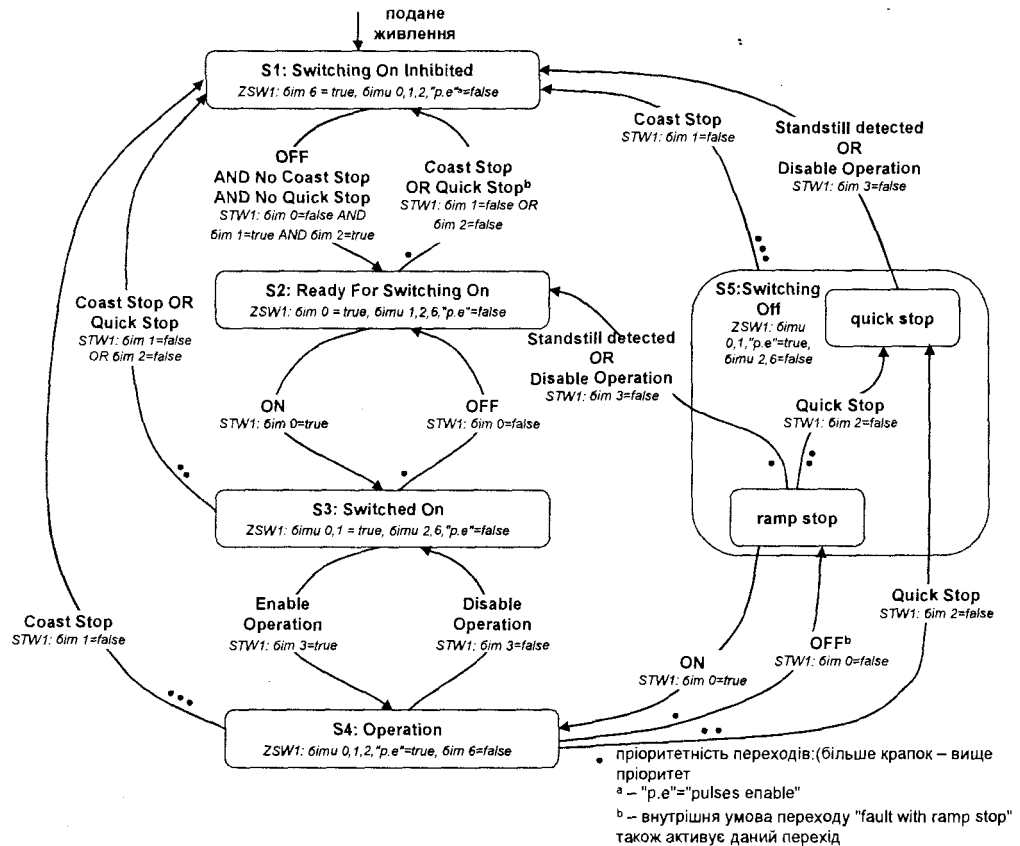 подане
живлення
S1: Switching On Inhibited
ZSW1: біт 6 = true, біти 0,1,2,"p.e"ᵃ=false
OFF
AND No Coast Stop
AND No Quick Stop
STW1: біт 0=false AND
біт 1=true AND біт 2=true
Coast Stop
OR Quick Stopᵇ
STW1: біт 1=false OR
біт 2=false
Coast Stop
STW1: біт 1=false
Standstill detected
OR
Disable Operation
STW1: біт 3=false
S2: Ready For Switching On
ZSW1: біт 0 = true, біти 1,2,6,"p.e"=false
S5:Switching
Off
ZSW1: біти
0,1,"p.e"=true,
біти 2,6=false
quick stop
Coast Stop OR
Quick Stop
STW1: біт 1=false
OR біт 2=false
Standstill detected
OR
Disable Operation
STW1: біт 3=false
ON
STW1: біт 0=true
OFF
STW1: біт 0=false
Quick Stop
STW1: біт 2=false
S3: Switched On
ZSW1: біти 0,1 = true, біти 2,6,"p.e"=false
ramp stop
Coast Stop
STW1: біт 1=false
Enable
Operation
STW1: біт 3=true
Disable
Operation
STW1: біт 3=false
Quick Stop
STW1: біт 2=false
OFFᵇ
STW1: біт 0=false
ON
STW1: біт 0=true
S4: Operation
ZSW1: біти 0,1,2,"p.e"=true, біт 6=false
• пріоритетність переходів:(більше крапок – вище
пріоритет
ᵃ – "p.e"="pulses enable"
ᵇ – внутрішня умова переходу "fault with ramp stop"
також активує даний перехід